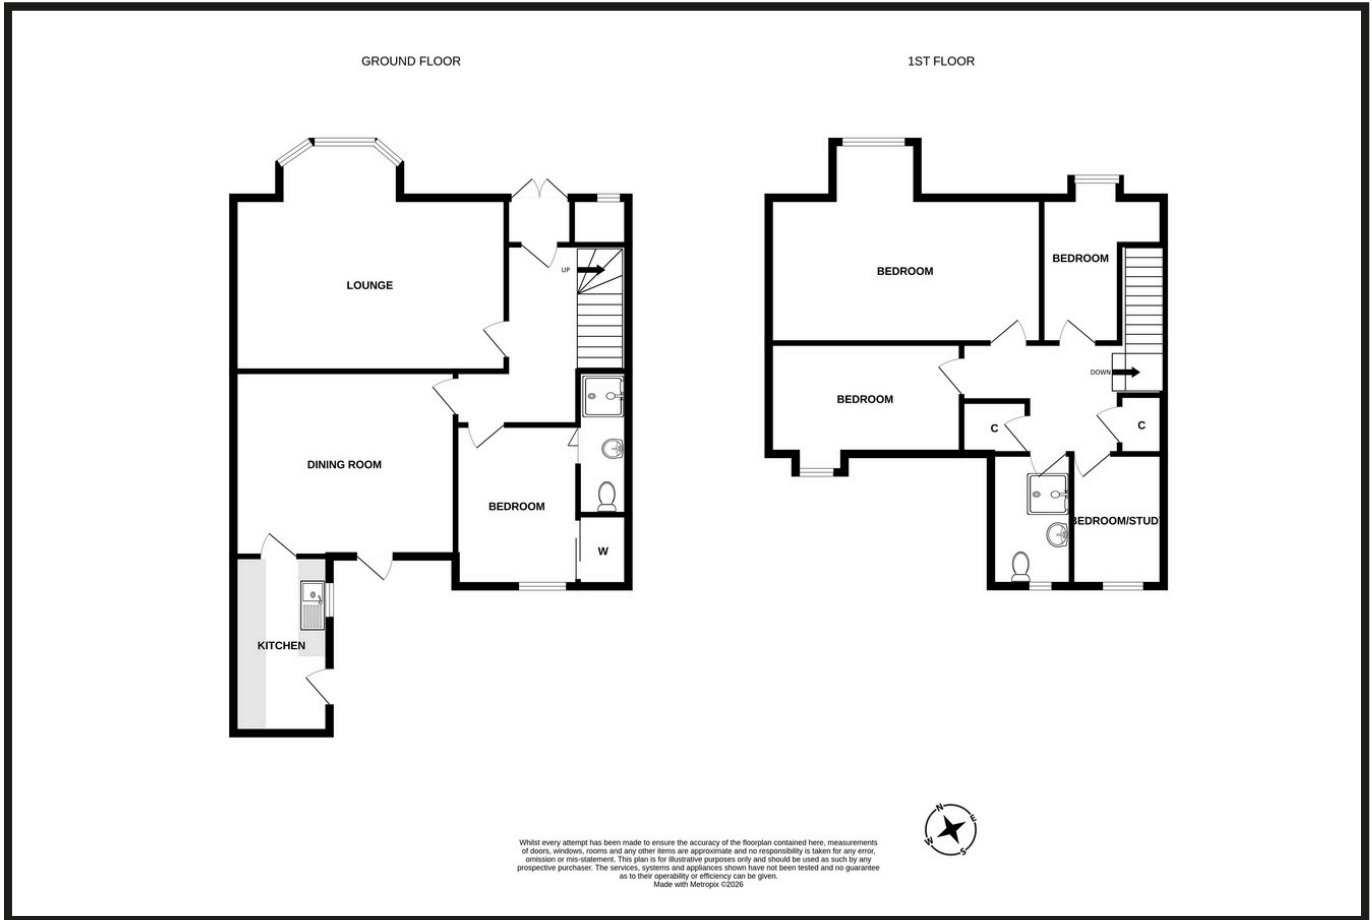 GROUND FLOOR
1ST FLOOR
LOUNGE
UP
DINING ROOM
BEDROOM
W
KITCHEN
BEDROOM
BEDROOM
BEDROOM
DOWN
C
C
BEDROOM/STUD
N
E
S
W
Whilst every attempt has been made to ensure the accuracy of the floorplan contained here, measurements
of doors, windows, rooms and any other items are approximate and no responsibility is taken for any error,
omission or mis-statement. This plan is for illustrative purposes only and should be used as such by any
prospective purchaser. The services, systems and appliances shown have not been tested and no guarantee
as to their operability or efficiency can be given.
Made with Metropix ©2026